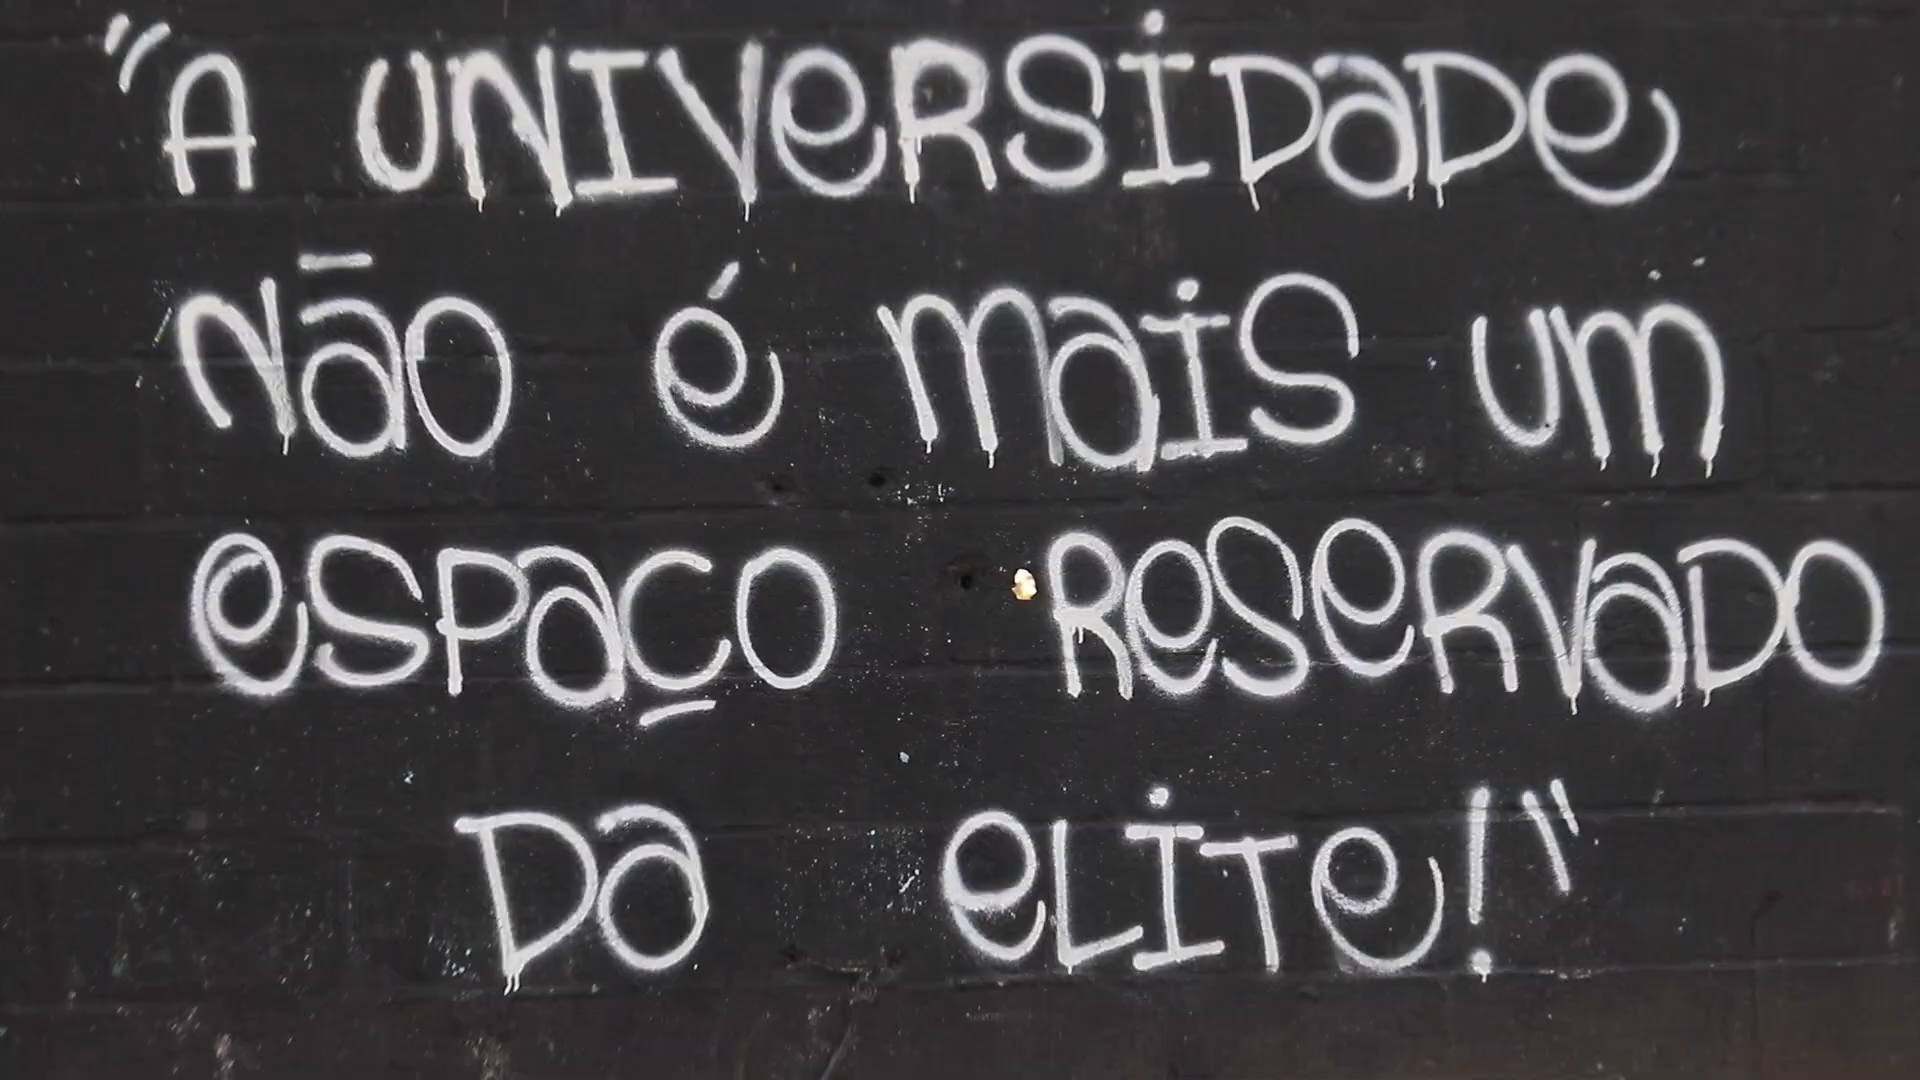 "A UNIVERSIDADE
NÃO É MAIS UM
ESPAÇO RESERVADO
DA ELITE!"